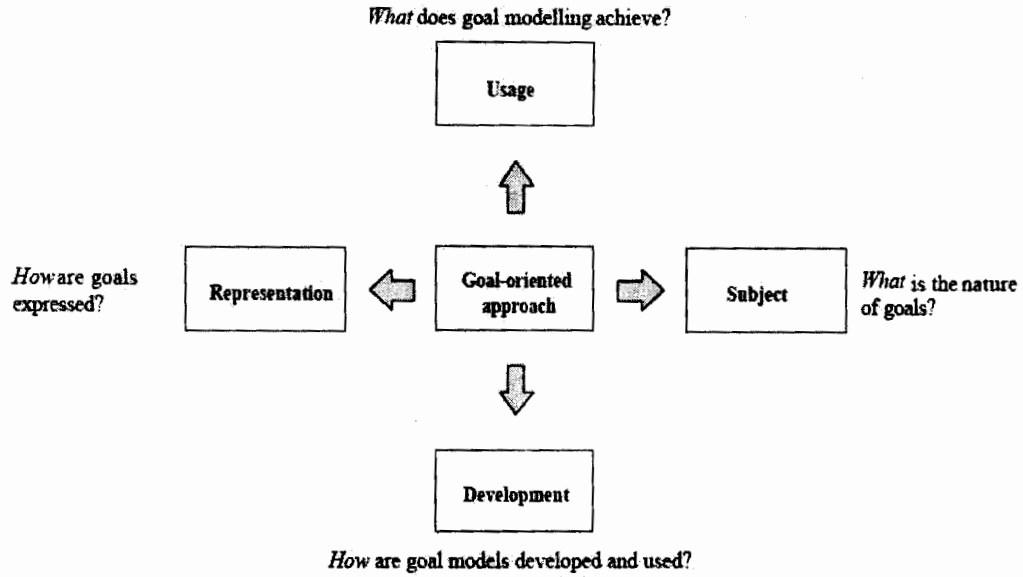 What does goal modelling achieve?
Usage
How are goals
expressed?
Representation
Goal-oriented
approach
Subject
What is the nature
of goals?
Development
How are goal models developed and used?